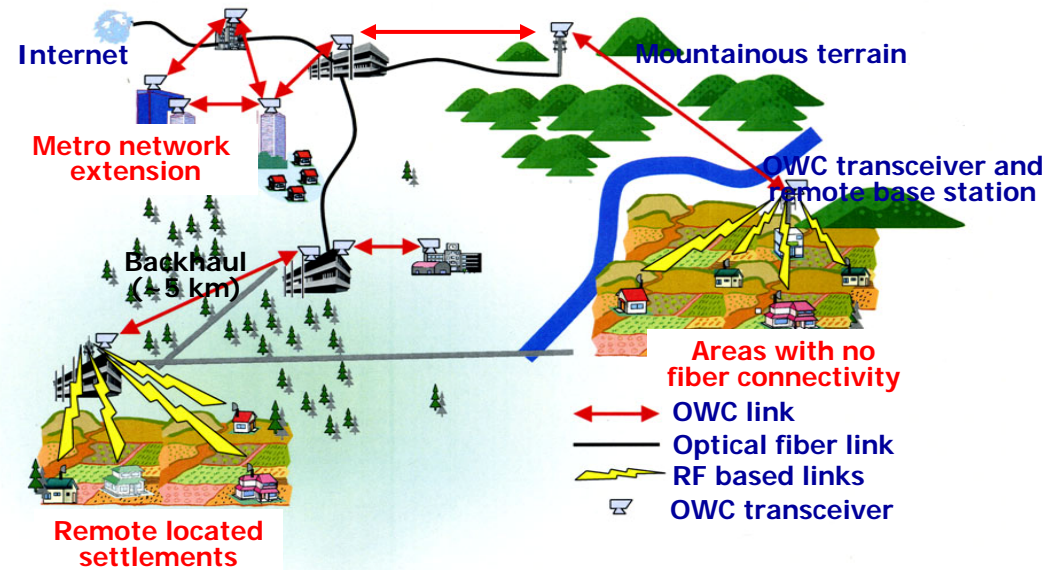 Internet
Mountainous terrain
Metro network
extension
OWC transceiver and
remote base station
Backhaul
(~5 km)
Areas with no
fiber connectivity
OWC link
Optical fiber link
RF based links
OWC transceiver
Remote located
settlements